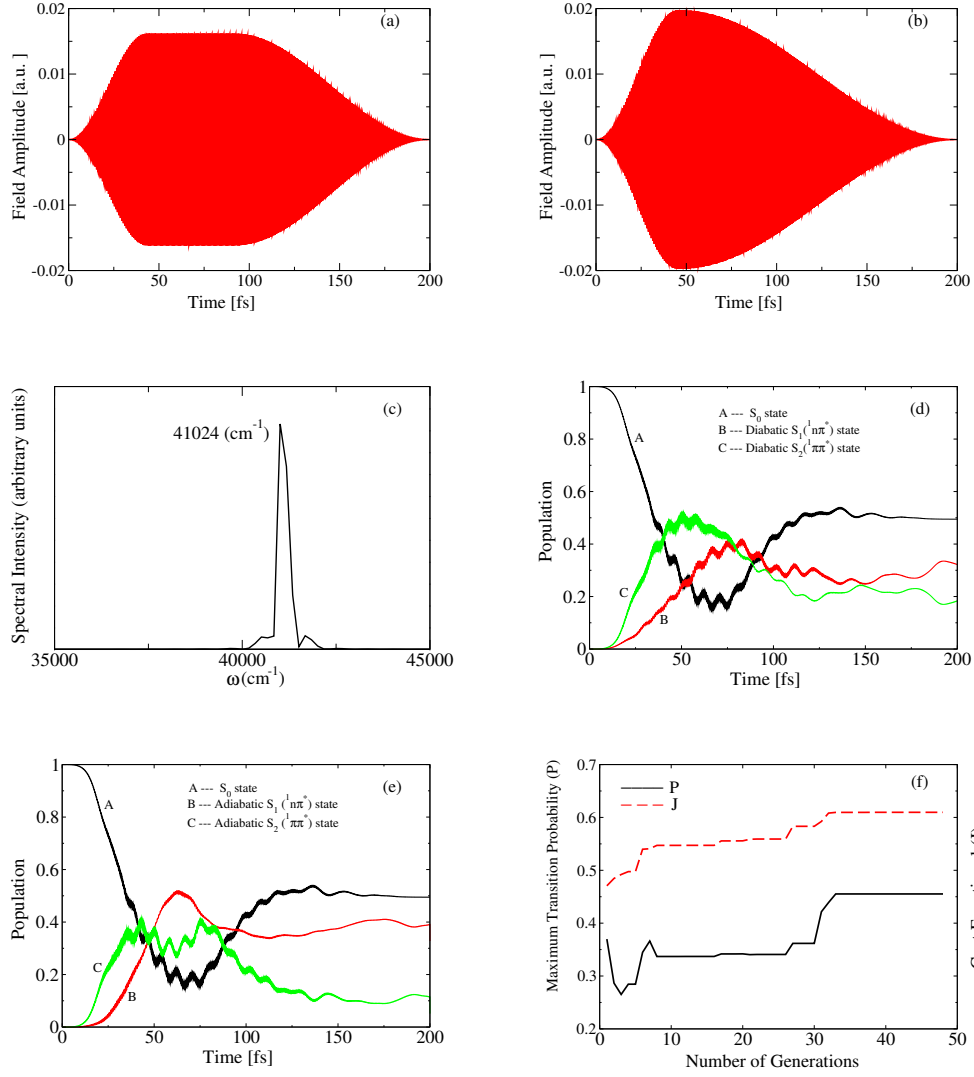 (a)
0.02
0.01
0
-0.01
-0.02
Field Amplitude [a.u.]
0 50 100 150 200
Time [fs]
(b)
0.02
0.01
0
-0.01
-0.02
Field Amplitude [a.u.]
0 50 100 150 200
Time [fs]
(c)
41024 (cm-1)
Spectral Intensity (arbitrary units)
35000 40000 45000
ω(cm-1)
(d)
A --- S0 state
B --- Diabatic S1(1nπ*) state
C --- Diabatic S2(1ππ*) state
A
C
B
1
0.8
0.6
0.4
0.2
0
Population
0 50 100 150 200
Time [fs]
(e)
A --- S0 state
B --- Adiabatic S1(1nπ*) state
C --- Adiabatic S2(1ππ*) state
A
C
B
1
0.8
0.6
0.4
0.2
0
Population
0 50 100 150 200
Time [fs]
(f)
P
J
0.7
0.6
0.5
0.4
0.3
0.2
Maximum Transition Probability (P)
0 10 20 30 40 50
Number of Generations